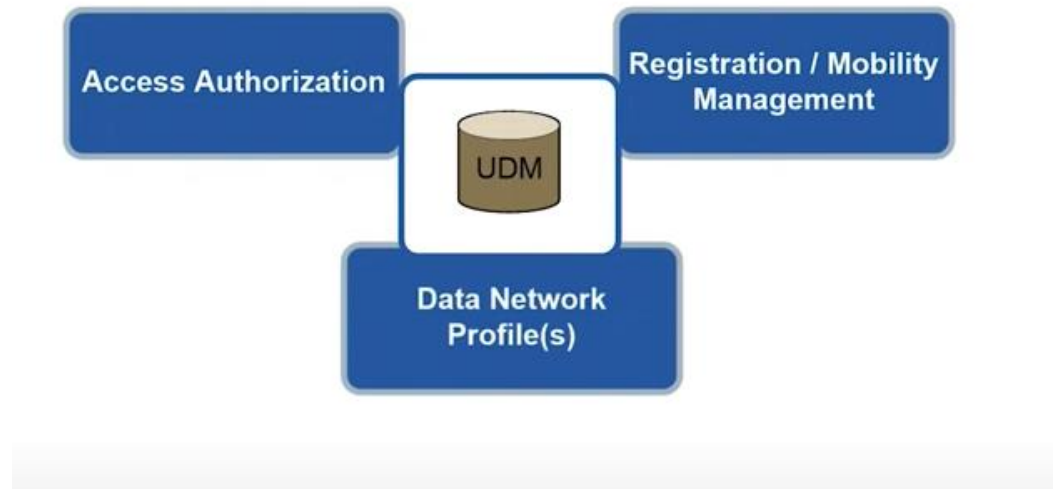 Access Authorization
Registration / Mobility
Management
UDM
Data Network
Profile(s)